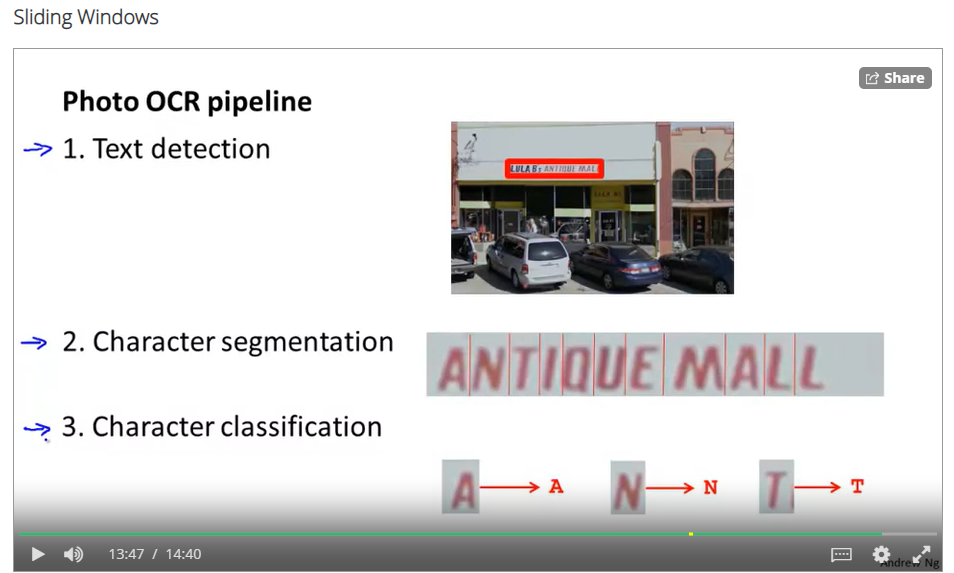 Sliding Windows
Share
Photo OCR pipeline
1. Text detection
LULA B's ANTIQUE MALL
2. Character segmentation
ANTIQUE MALL
3. Character classification
A → A N → N T → T
13:47 / 14:40
Andrew Ng